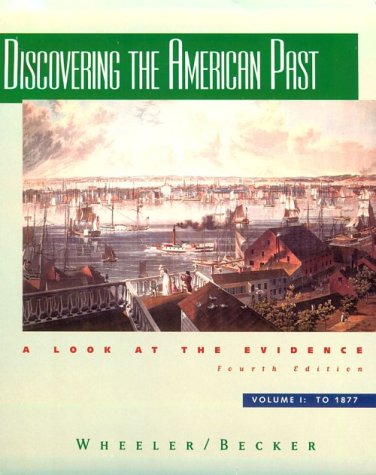 DISCOVERING THE AMERICAN PAST
A LOOK AT THE EVIDENCE
Fourth Edition
VOLUME I: TO 1877
WHEELER/BECKER